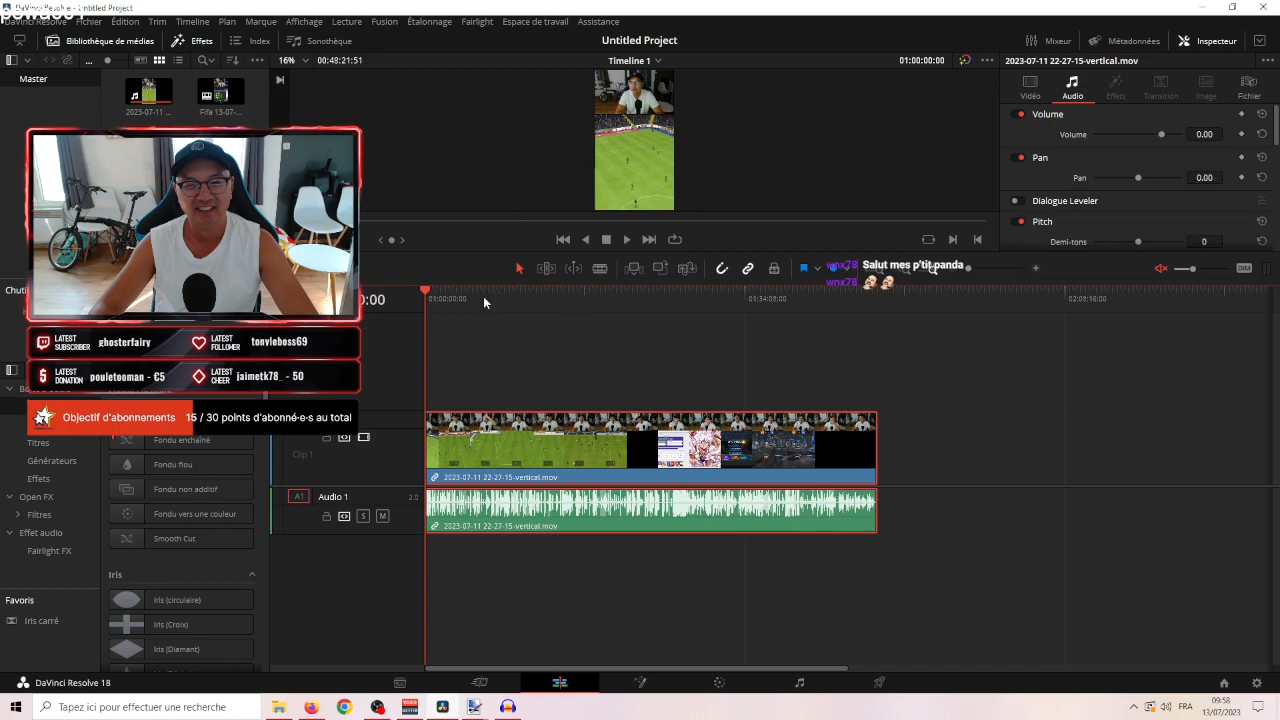 DaVinci Resolve
Fichier
Édition
Trim
Timeline
Plan
Marque
Affichage
Lecture
Fusion
Étalonnage
Fairlight
Espace de travail
Assistance
Bibliothèque de médias
Effets
Index
Sonothèque
Untitled Project
Mixeur
Métadonnées
Inspecteur
16%
00:48:21:51
Timeline 1
01:00:00:00
2023-07-11 22-27-15-vertical.mov
Master
2023-07-11 ...
Fifa 13-07-...
Vidéo
Audio
Effets
Transition
Image
Fichier
Volume
Volume
0.00
Pan
Pan
0.00
Dialogue Leveler
Pitch
Demi-tons
0
wnx78
Salut mes p'tit panda
wnx78
DIM
01:00:00:00
01:34:08:00
02:08:16:00
LATEST SUBSCRIBER
ghosterfairy
LATEST FOLLOWER
tonyleboss69
LATEST DONATION
pouletooman - €5
LATEST CHEER
jaimetk78_ - 50
Objectif d'abonnements
15 / 30 points d'abonné·e·s au total
Titres
Générateurs
Effets
Open FX
Filtres
Effet audio
Fairlight FX
Favoris
Iris carré
Fondu enchaîné
Fondu flou
Fondu non additif
Fondu vers une couleur
Smooth Cut
Iris
Iris (circulaire)
Iris (Croix)
Iris (Diamant)
Clip 1
2023-07-11 22-27-15-vertical.mov
A1
Audio 1
2.0
S
M
2023-07-11 22-27-15-vertical.mov
DaVinci Resolve 18
Tapez ici pour effectuer une recherche
FRA
09:58
13/07/2023